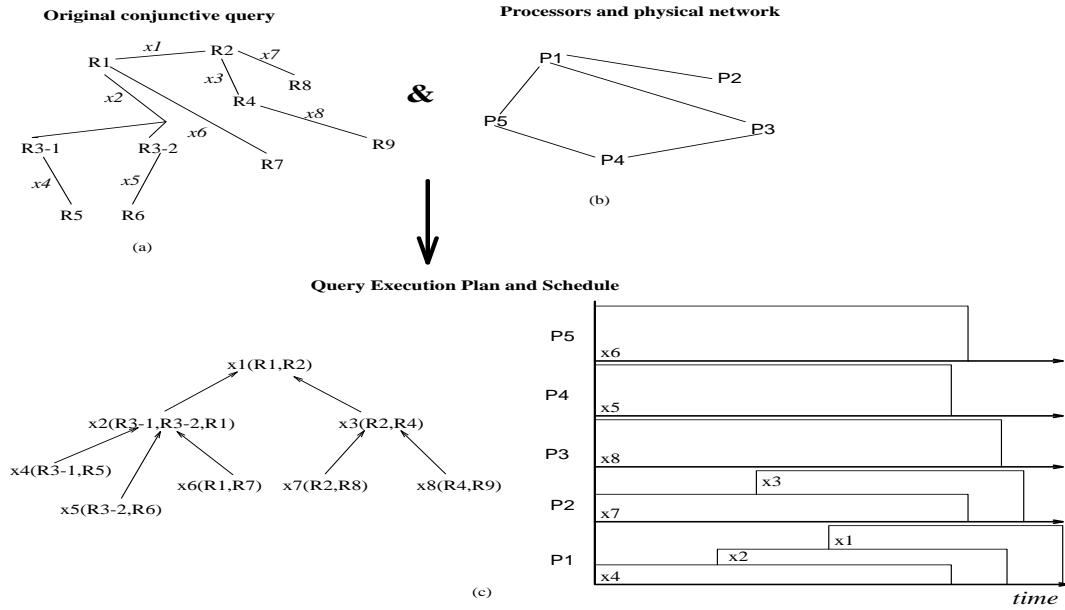 Original conjunctive query
x1
R1
R2
x7
x2
x3
R8
R4
x8
x6
R3-1
R3-2
R7
R9
x4
x5
R5
R6
(a)
&
Processors and physical network
P1
P2
P5
P3
P4
(b)
Query Execution Plan and Schedule
x1(R1,R2)
x2(R3-1,R3-2,R1)
x3(R2,R4)
x4(R3-1,R5)
x6(R1,R7)
x7(R2,R8)
x8(R4,R9)
x5(R3-2,R6)
(c)
P5
x6
P4
x5
P3
x8
P2
x3
x7
P1
x1
x2
x4
time